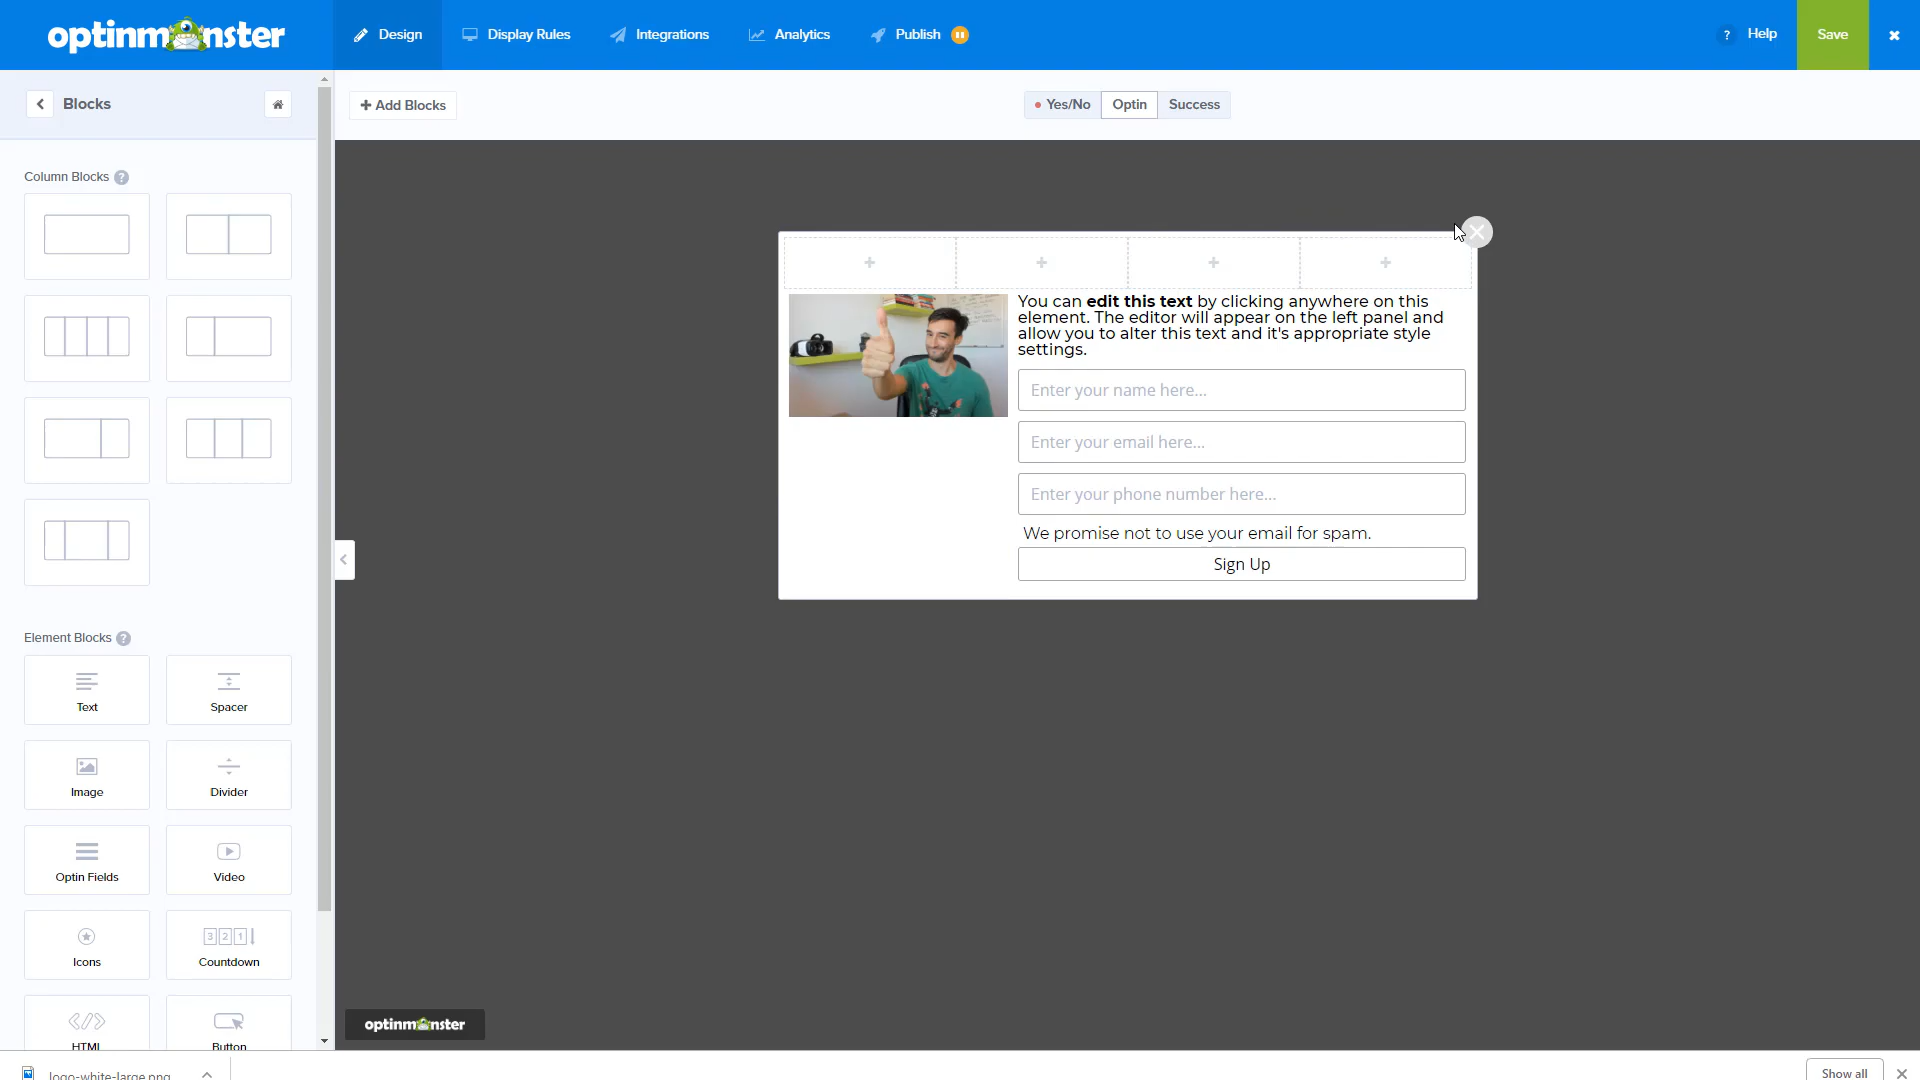 optinmonster
Design
Display Rules
Integrations
Analytics
Publish
? Help
Save
Blocks
+ Add Blocks
Yes/No
Optin
Success
Column Blocks ?
You can edit this text by clicking anywhere on this
element. The editor will appear on the left panel and
allow you to alter this text and it's appropriate style
settings.
Enter your name here...
Enter your email here...
Enter your phone number here...
We promise not to use your email for spam.
Sign Up
Element Blocks ?
Text
Spacer
Image
Divider
Optin Fields
Video
Icons
3 2 1
Countdown
HTML
Button
optinmonster
logo-white-large.png
Show all